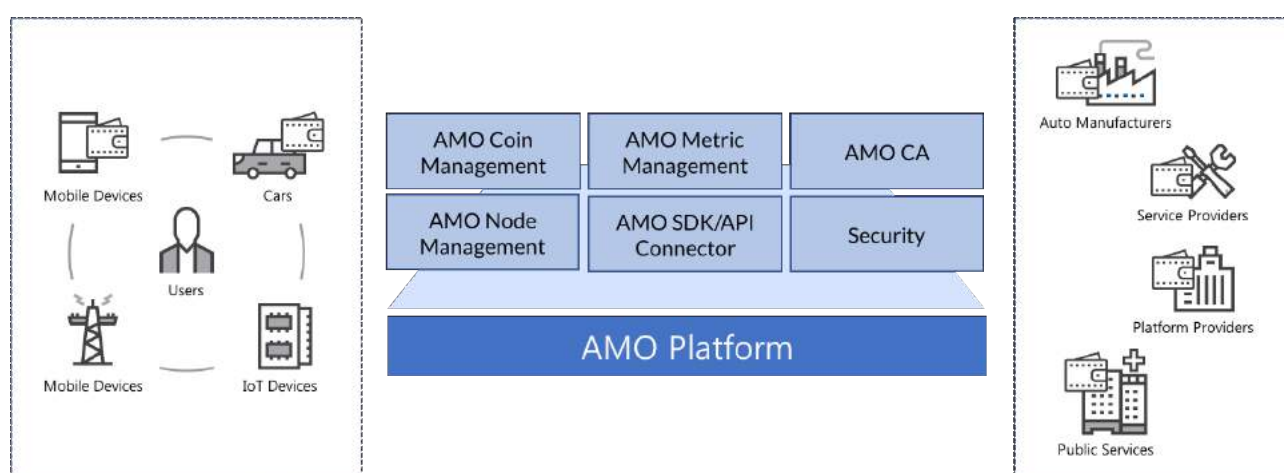 Mobile Devices
Cars
Users
Mobile Devices
IoT Devices
AMO Coin
Management
AMO Metric
Management
AMO CA
AMO Node
Management
AMO SDK/API
Connector
Security
AMO Platform
Auto Manufacturers
Service Providers
Platform Providers
Public Services